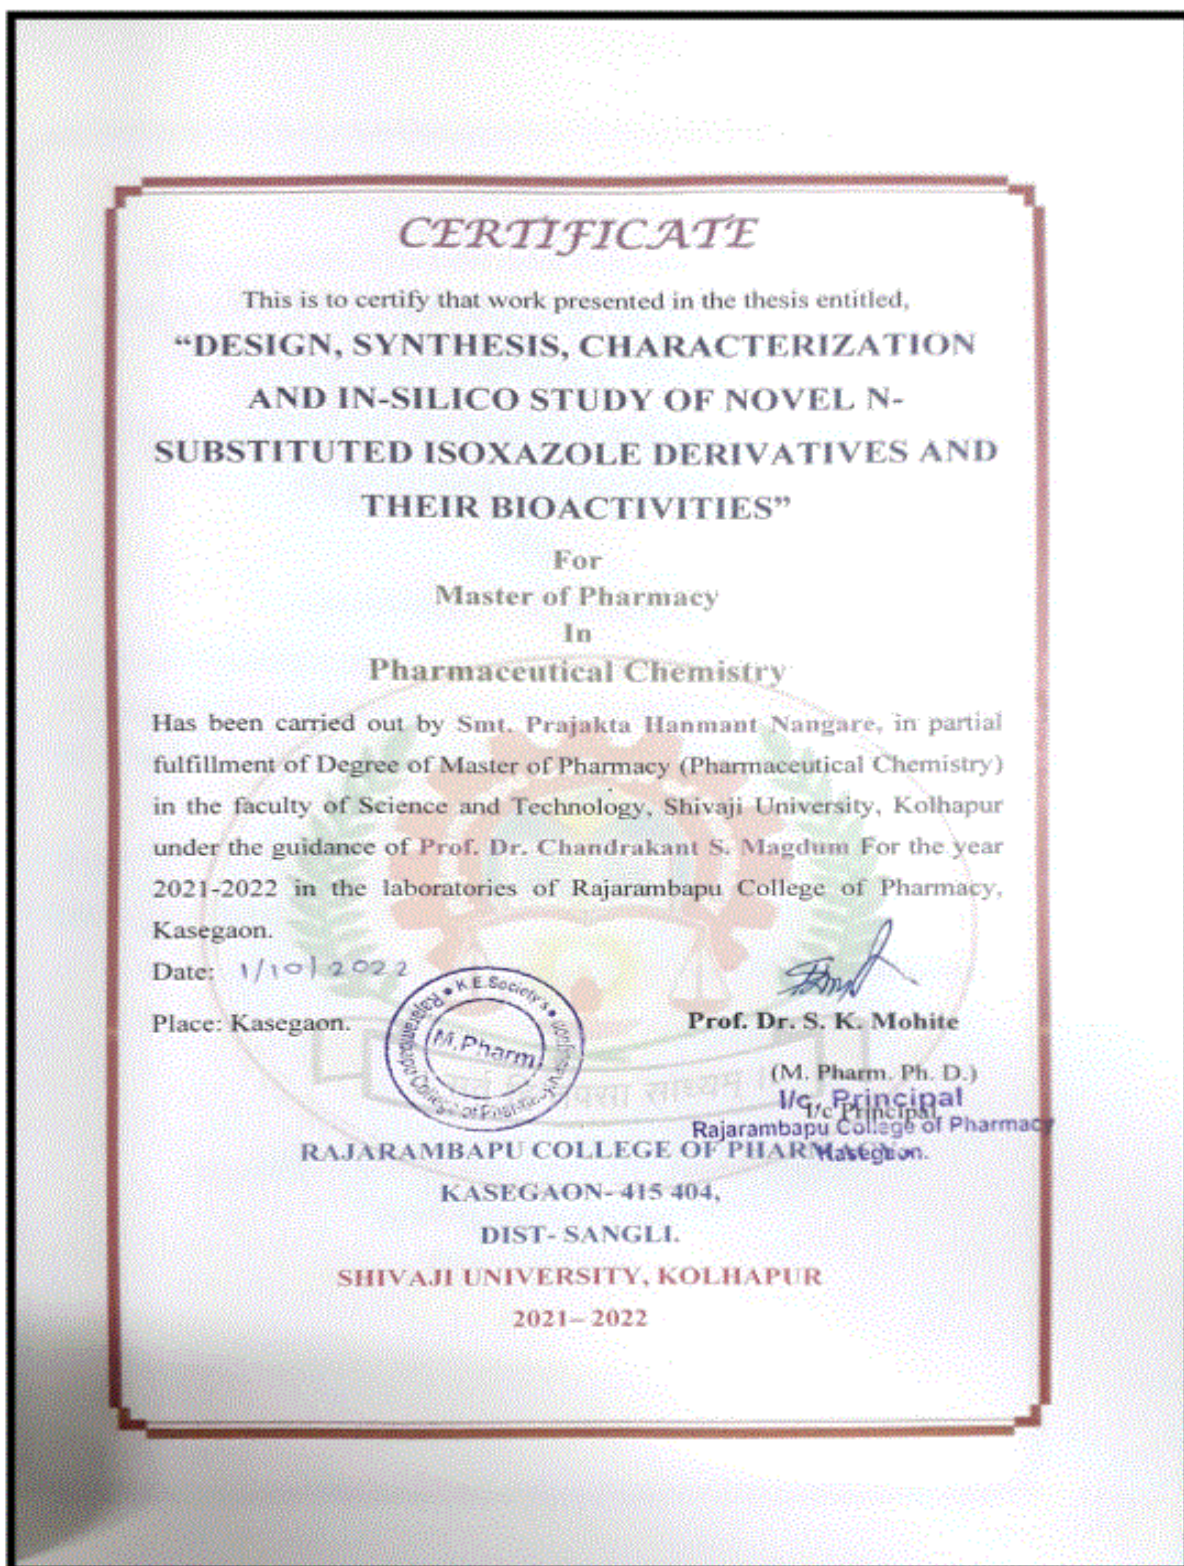 CERTIFICATE
This is to certify that work presented in the thesis entitled,
“DESIGN, SYNTHESIS, CHARACTERIZATION
AND IN-SILICO STUDY OF NOVEL N-
SUBSTITUTED ISOXAZOLE DERIVATIVES AND
THEIR BIOACTIVITIES”
For
Master of Pharmacy
In
Pharmaceutical Chemistry
Has been carried out by Smt. Prajakta Hanmant Nangare, in partial
fulfillment of Degree of Master of Pharmacy (Pharmaceutical Chemistry)
in the faculty of Science and Technology, Shivaji University, Kolhapur
under the guidance of Prof. Dr. Chandrakant S. Magdum For the year
2021-2022 in the laboratories of Rajarambapu College of Pharmacy,
Kasegaon.
Date: 1/10/2022
K.E.Society's
Rajarambapu College of
M.Pharm
Place: Kasegaon.
Prof. Dr. S. K. Mohite
(M. Pharm. Ph. D.)
I/c Principal
I/c. Principal
Rajarambapu College of Pharmacy
Kasegaon.
साध्यम्
RAJARAMBAPU COLLEGE OF PHARMACY
KASEGAON- 415 404,
DIST- SANGLI.
SHIVAJI UNIVERSITY, KOLHAPUR
2021– 2022